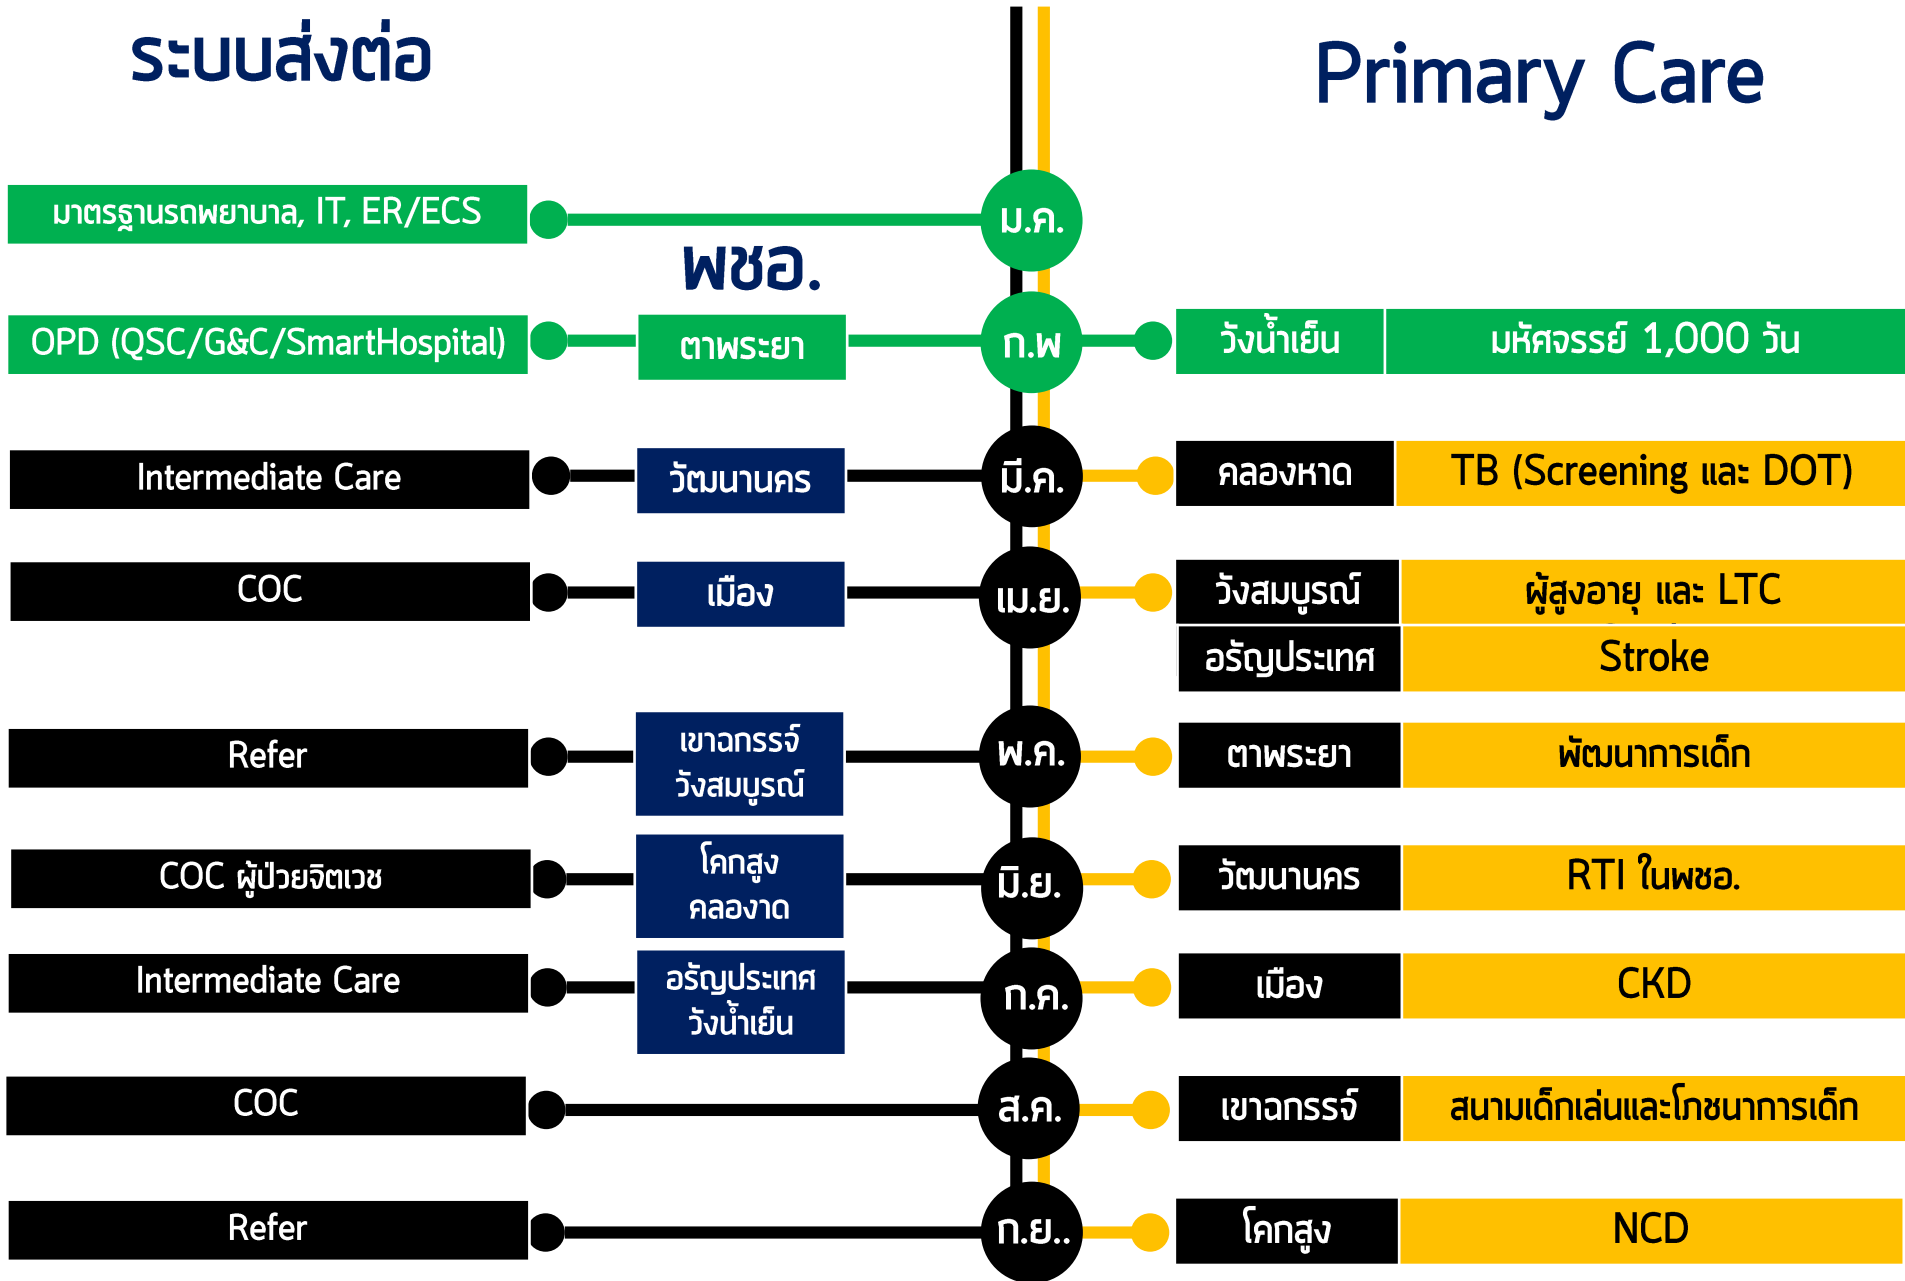 ระบบส่งต่อ
Primary Care
มาตรฐานรถพยาบาล, IT, ER/ECS
ม.ค.
พชอ.
OPD (QSC/G&C/SmartHospital)
ตาพระยา
ก.พ
วังน้ำเย็น
มหัศจรรย์ 1,000 วัน
Intermediate Care
วัฒนานคร
มี.ค.
คลองหาด
TB (Screening และ DOT)
COC
เมือง
เม.ย.
วังสมบูรณ์
ผู้สูงอายุ และ LTC
อรัญประเทศ
Stroke
Refer
เขาฉกรรจ์
วังสมบูรณ์
พ.ค.
ตาพระยา
พัฒนาการเด็ก
COC ผู้ป่วยจิตเวช
โคกสูง
คลองาด
มิ.ย.
วัฒนานคร
RTI ในพชอ.
Intermediate Care
อรัญประเทศ
วังน้ำเย็น
ก.ค.
เมือง
CKD
COC
ส.ค.
เขาฉกรรจ์
สนามเด็กเล่นและโภชนาการเด็ก
Refer
ก.ย..
โคกสูง
NCD